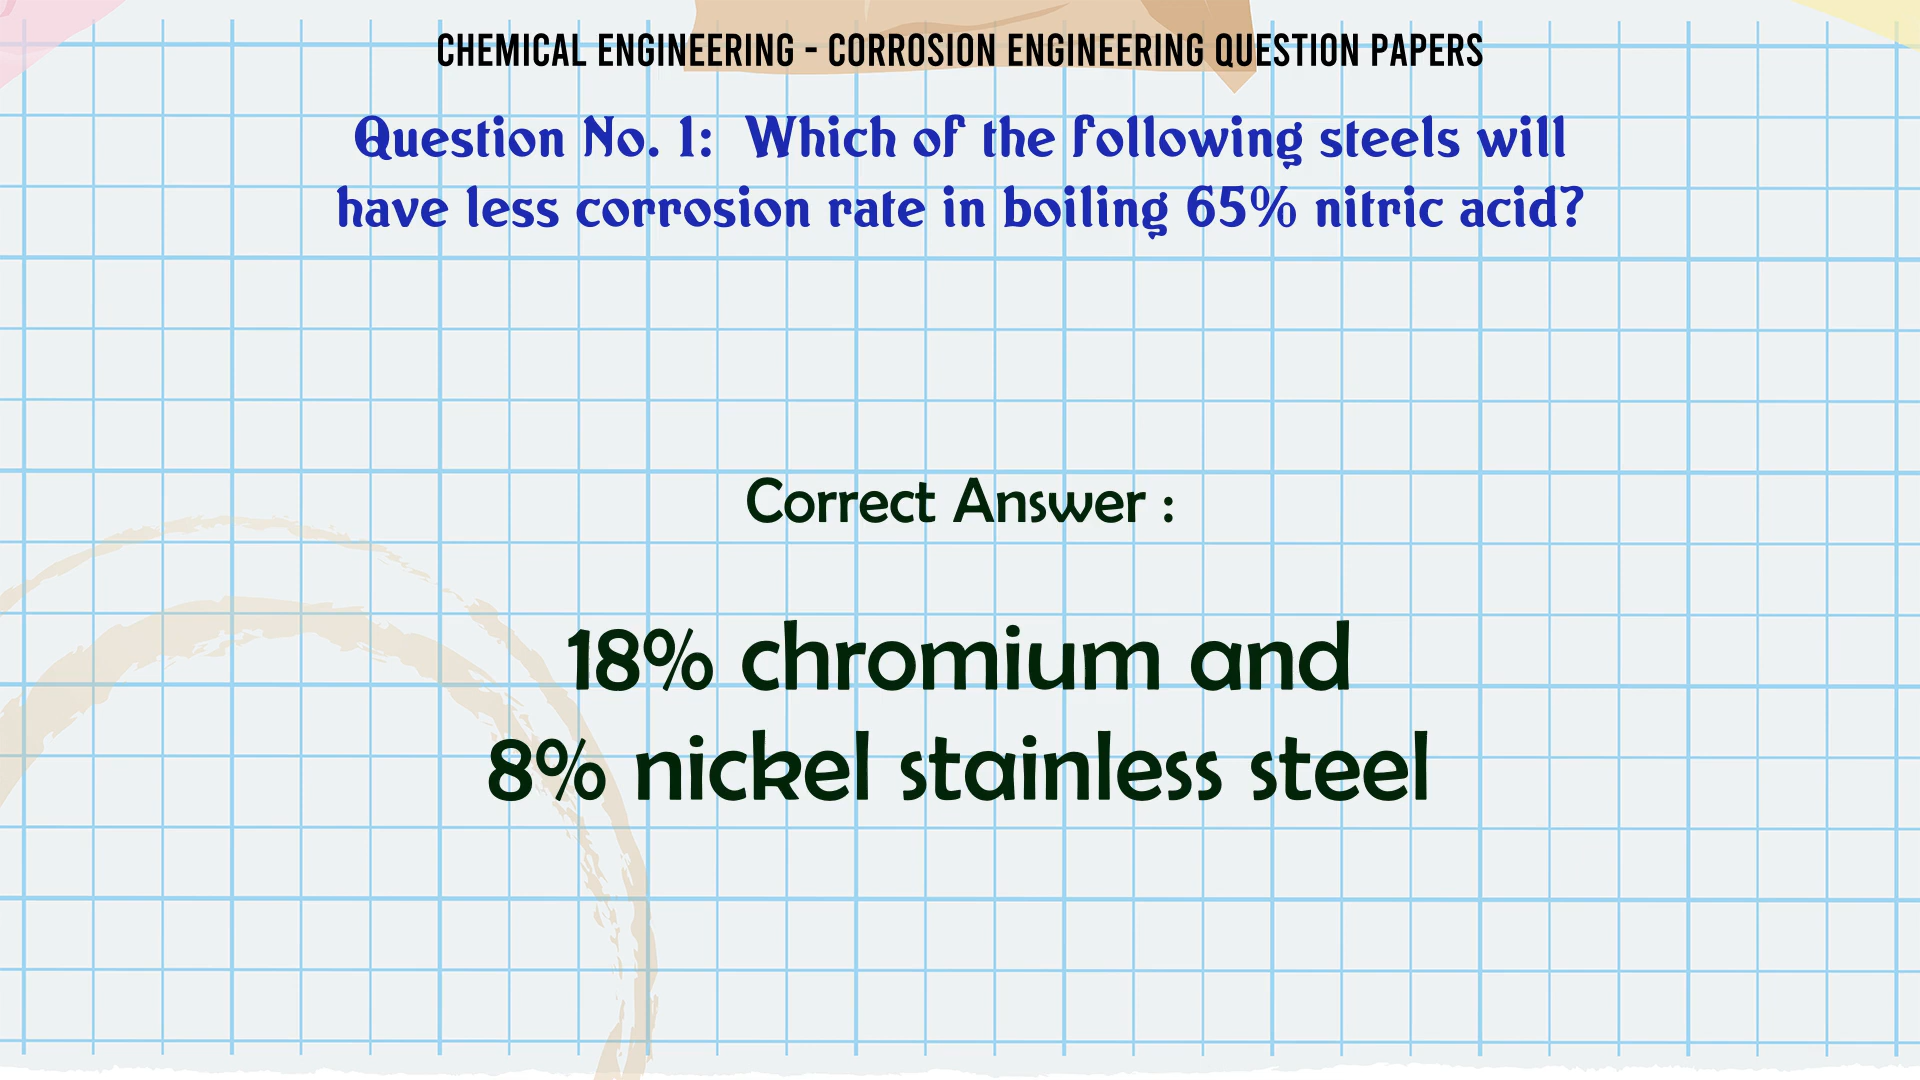 CHEMICAL ENGINEERING - CORROSION ENGINEERING QUESTION PAPERS
Question No. 1: Which of the following steels will
have less corrosion rate in boiling 65% nitric acid?
Correct Answer :
18% chromium and
8% nickel stainless steel